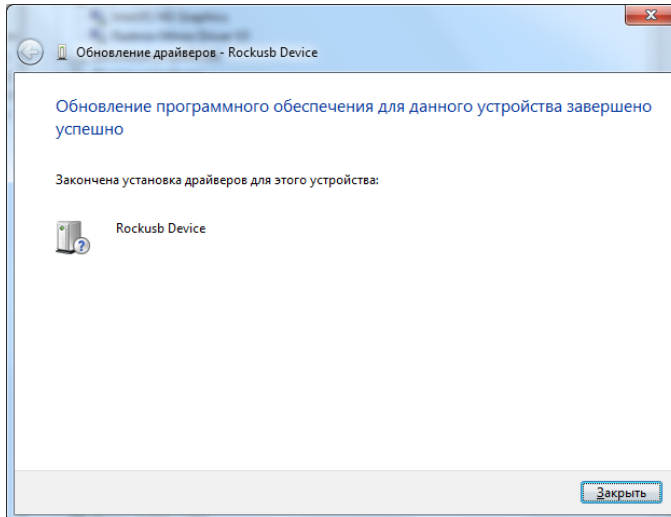 Обновление драйверов - Rockusb Device
Обновление программного обеспечения для данного устройства завершено
успешно
Закончена установка драйверов для этого устройства:
Rockusb Device
Закрыть